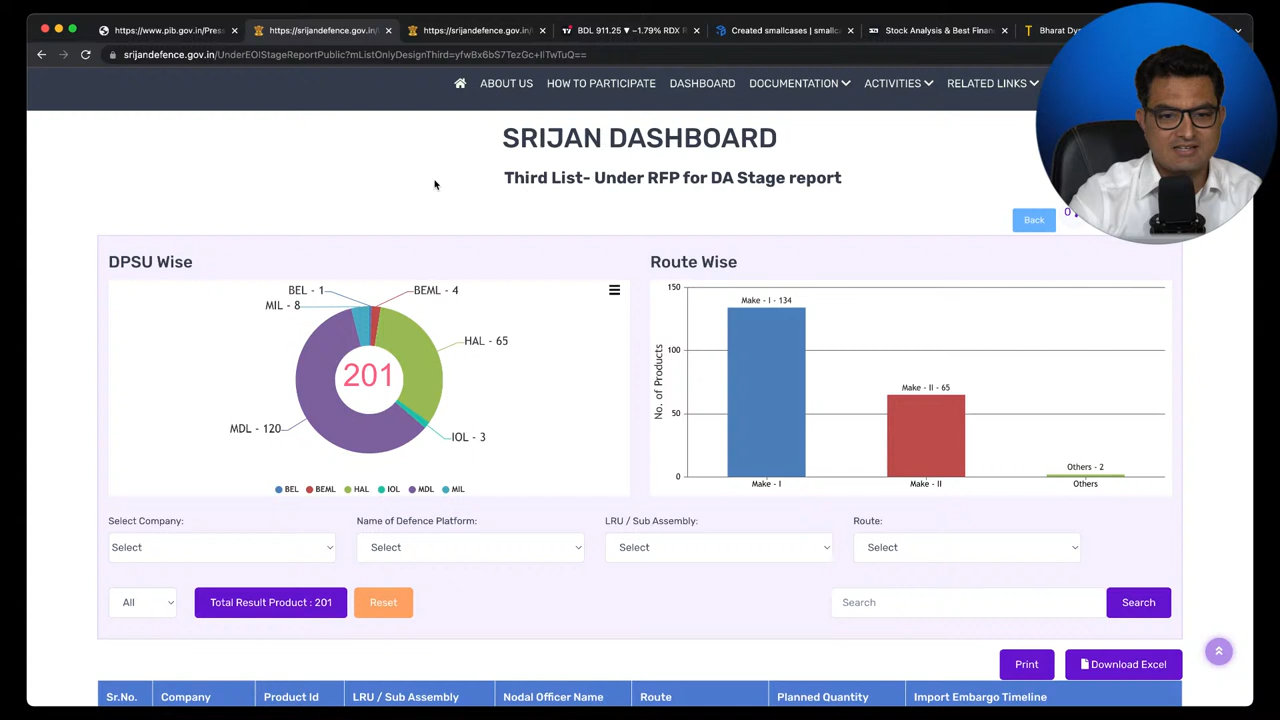 https://www.pib.gov.in/Press
https://srijandefence.gov.in/
https://srijandefence.gov.in/
BDL 911.25 ▼ −1.79% RDX
Created smallcases | smallc
Stock Analysis & Best Finan
Bharat Dy
srijandefence.gov.in/UnderEOIStageReportPublic?mListOnlyDesignThird=yfwBx6bS7TezGc+IITwTuQ==
ABOUT US
HOW TO PARTICIPATE
DASHBOARD
DOCUMENTATION
ACTIVITIES
RELATED LINKS
SRIJAN DASHBOARD
Third List- Under RFP for DA Stage report
Back
DPSU Wise
Route Wise
BEL - 1
BEML - 4
MIL - 8
HAL - 65
201
MDL - 120
IOL - 3
BEL
BEML
HAL
IOL
MDL
MIL
No. of Products
150
100
50
0
Make - I - 134
Make - II - 65
Others - 2
Make - I
Make - II
Others
Select Company:
Name of Defence Platform:
LRU / Sub Assembly:
Route:
Select
Select
Select
Select
All
Total Result Product : 201
Reset
Search
Search
Print
Download Excel
Sr.No.
Company
Product Id
LRU / Sub Assembly
Nodal Officer Name
Route
Planned Quantity
Import Embargo Timeline